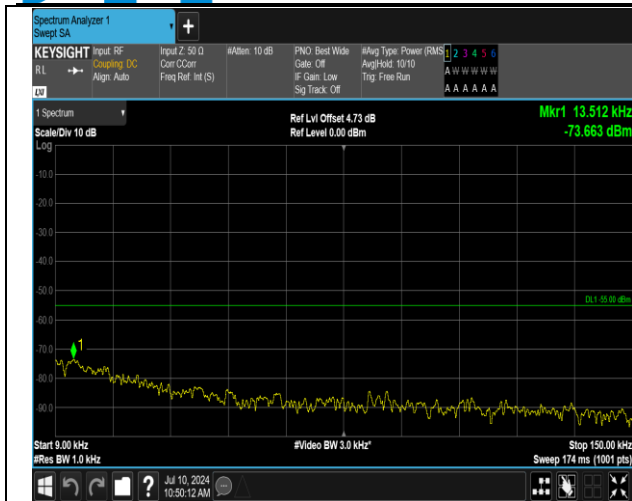 Spectrum Analyzer 1
Swept SA
+
KEYSIGHT Input: RF Input Z: 50 Ω #Atten: 10 dB PNO: Best Wide #Avg Type: Power (RMS 1 2 3 4 5 6
RL Coupling: DC Corr CCorr Gate: Off Avg|Hold: 10/10 A W W W W W
Align: Auto Freq Ref: Int (S) IF Gain: Low Trig: Free Run
Sig Track: Off A A A A A A
1 Spectrum Ref Lvl Offset 4.73 dB Mkr1 13.512 kHz
Scale/Div 10 dB Ref Level 0.00 dBm -73.663 dBm
Log
-10.0
-20.0
-30.0
-40.0
-50.0
DL1 -55.00 dBm
-60.0
-70.0
1
-80.0
-90.0
Start 9.00 kHz #Video BW 3.0 kHz* Stop 150.00 kHz
#Res BW 1.0 kHz Sweep 174 ms (1001 pts)
? Jul 10, 2024
10:50:12 AM